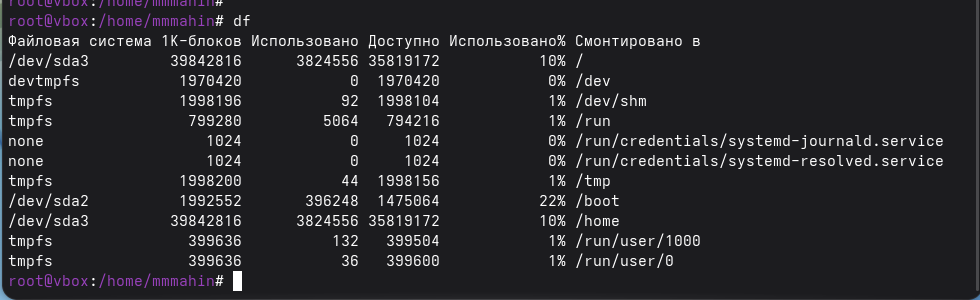 root@vbox:/home/mmmahin#
root@vbox:/home/mmmahin# df
Файловая система 1K-блоков Использовано Доступно Использовано% Смонтировано в
/dev/sda3         39842816      3824556 35819172           10% /
devtmpfs           1970420            0  1970420            0% /dev
tmpfs              1998196           92  1998104            1% /dev/shm
tmpfs               799280         5064   794216            1% /run
none                  1024            0     1024            0% /run/credentials/systemd-journald.service
none                  1024            0     1024            0% /run/credentials/systemd-resolved.service
tmpfs              1998200           44  1998156            1% /tmp
/dev/sda2          1992552       396248  1475064           22% /boot
/dev/sda3         39842816      3824556 35819172           10% /home
tmpfs               399636          132   399504            1% /run/user/1000
tmpfs               399636           36   399600            1% /run/user/0
root@vbox:/home/mmmahin#